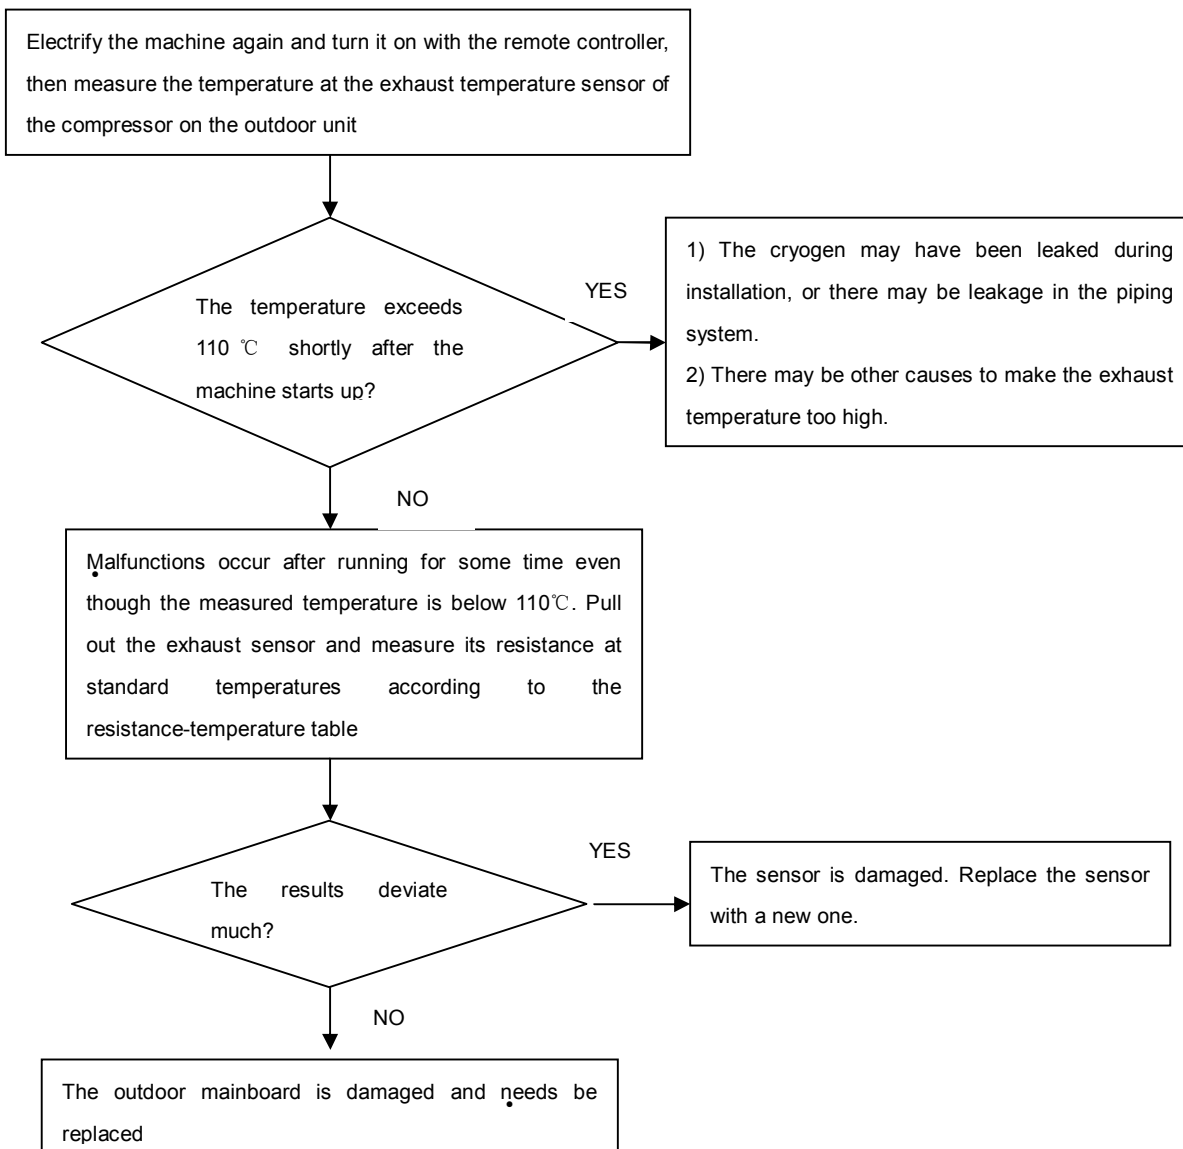 Electrify the machine again and turn it on with the remote controller,
then measure the temperature at the exhaust temperature sensor of
the compressor on the outdoor unit
The temperature exceeds
110 ℃ shortly after the
machine starts up?
YES
1) The cryogen may have been leaked during
installation, or there may be leakage in the piping
system.
2) There may be other causes to make the exhaust
temperature too high.
NO
Malfunctions occur after running for some time even
though the measured temperature is below 110℃. Pull
out the exhaust sensor and measure its resistance at
standard temperatures according to the
resistance-temperature table
The results deviate
much?
YES
The sensor is damaged. Replace the sensor
with a new one.
NO
The outdoor mainboard is damaged and needs be
replaced